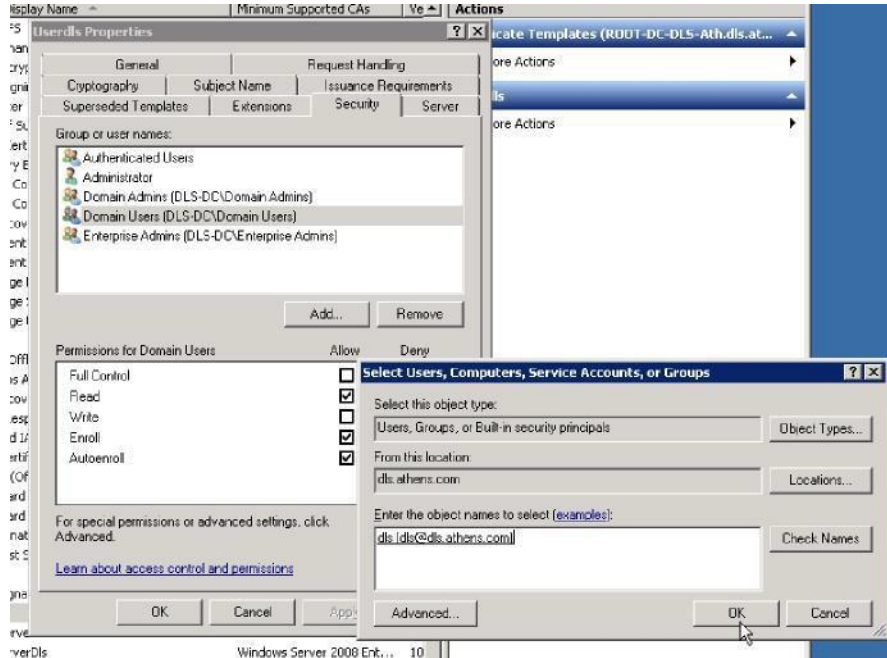 isplay Name Minimum Supported CAs Ve Actions
Userdls Properties
icate Templates (ROOT-DC-DLS-Ath.dls.at...
General Request Handling
ore Actions
Cryptography Subject Name Issuance Requirements
ls
Superseded Templates Extensions Security Server
ore Actions
Group or user names:
Authenticated Users
Administrator
Domain Admins (DLS-DC\Domain Admins)
Domain Users (DLS-DC\Domain Users)
Enterprise Admins (DLS-DC\Enterprise Admins)
Add... Remove
Permissions for Domain Users Allow Deny
Full Control
Read
Write
Enroll
Autoenroll
For special permissions or advanced settings, click
Advanced.
Learn about access control and permissions
OK Cancel
Select Users, Computers, Service Accounts, or Groups
Select this object type:
Users, Groups, or Built-in security principals Object Types...
From this location:
dls.athens.com Locations...
Enter the object names to select (examples):
dls (dls@dls.athens.com) Check Names
Advanced... OK Cancel
verDls Windows Server 2008 Ent... 10